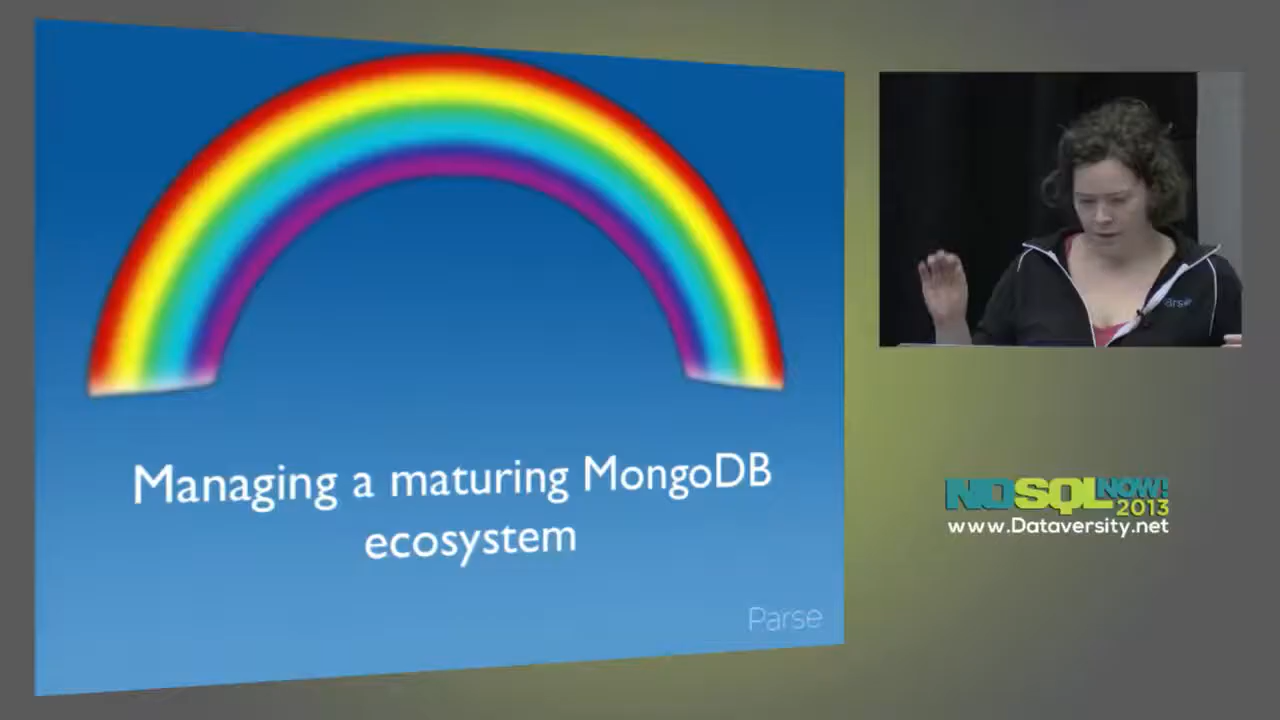 Managing a maturing MongoDB
ecosystem
Parse
NOSQL NOW!
2013
www.Dataversity.net